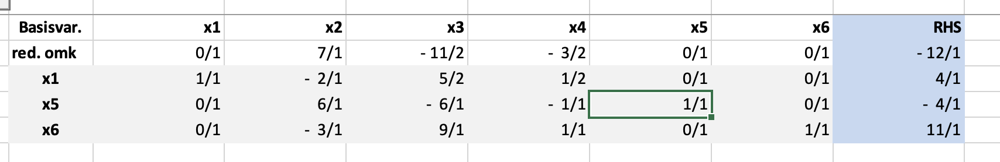 Basisvar. x1 x2 x3 x4 x5 x6 RHS
red. omk 0/1 7/1 - 11/2 - 3/2 0/1 0/1 - 12/1
x1 1/1 - 2/1 5/2 1/2 0/1 0/1 4/1
x5 0/1 6/1 - 6/1 - 1/1 1/1 0/1 - 4/1
x6 0/1 - 3/1 9/1 1/1 0/1 1/1 11/1